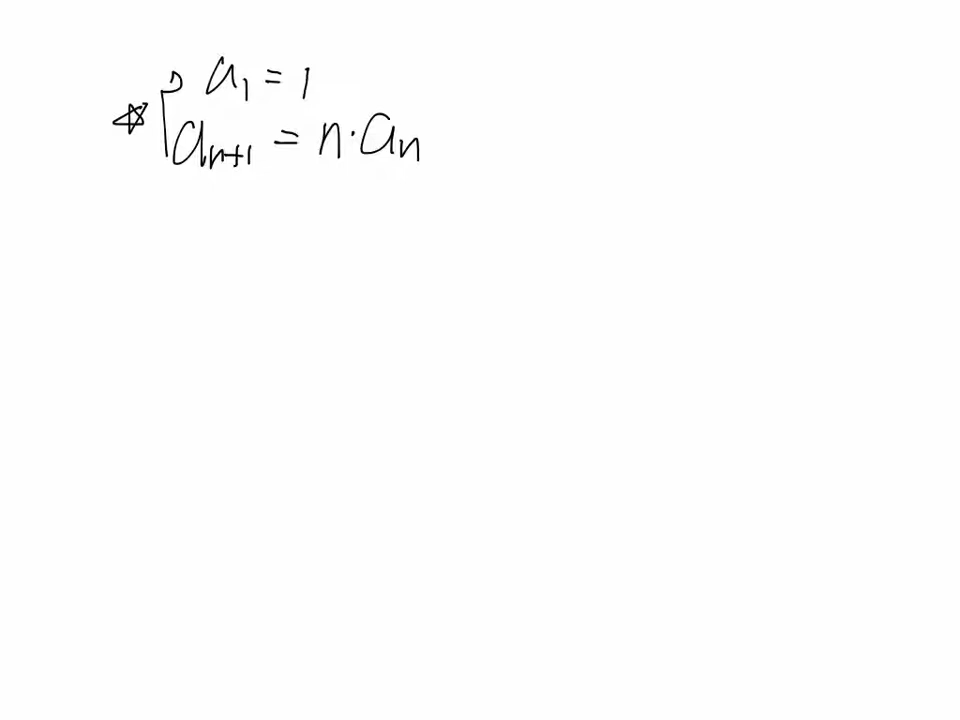 a₁ = 1
☆ aₙ₊₁ = n·aₙ